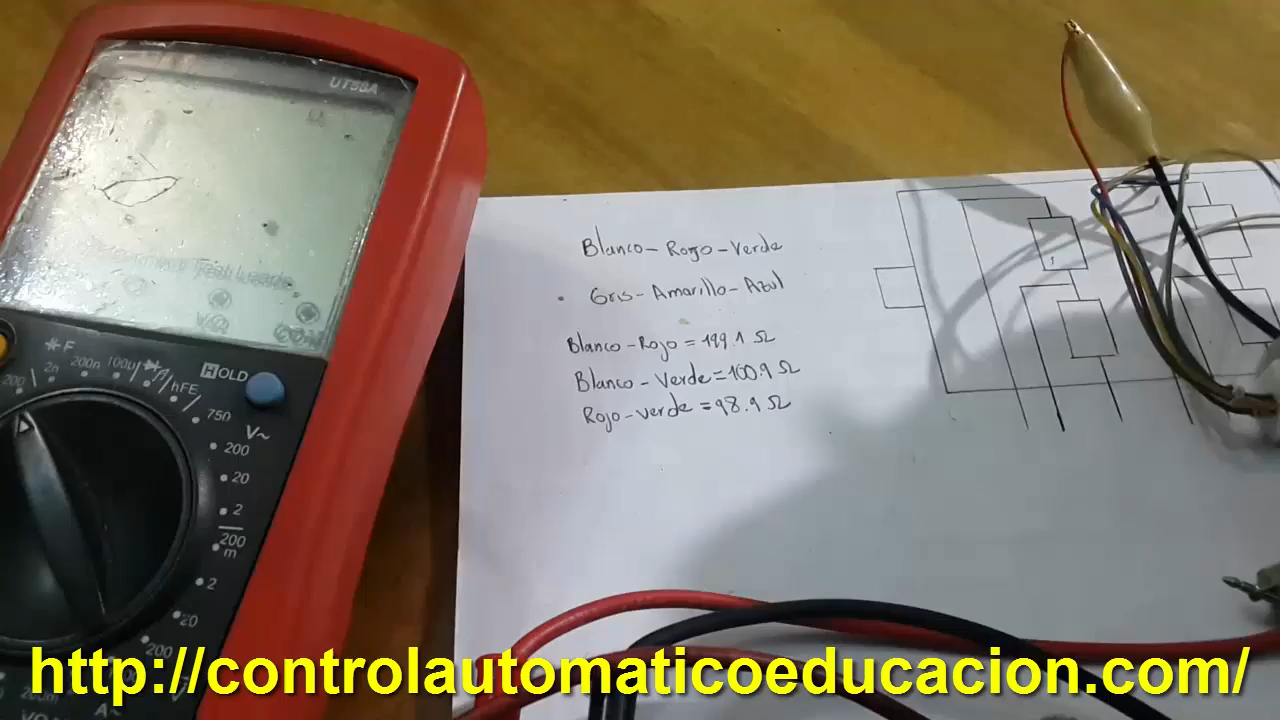 UT58A
Blanco-Rojo-Verde
Gris-Amarillo-Azul
Blanco-Rojo = 199.1 Ω
Blanco-Verde = 100.9 Ω
Rojo-Verde = 98.9 Ω
HOLD
F
2n 200n 100μ
hFE
200
750
V~
200
20
2
200
m
2
20
200
A~
http://controlautomaticoeducacion.com/